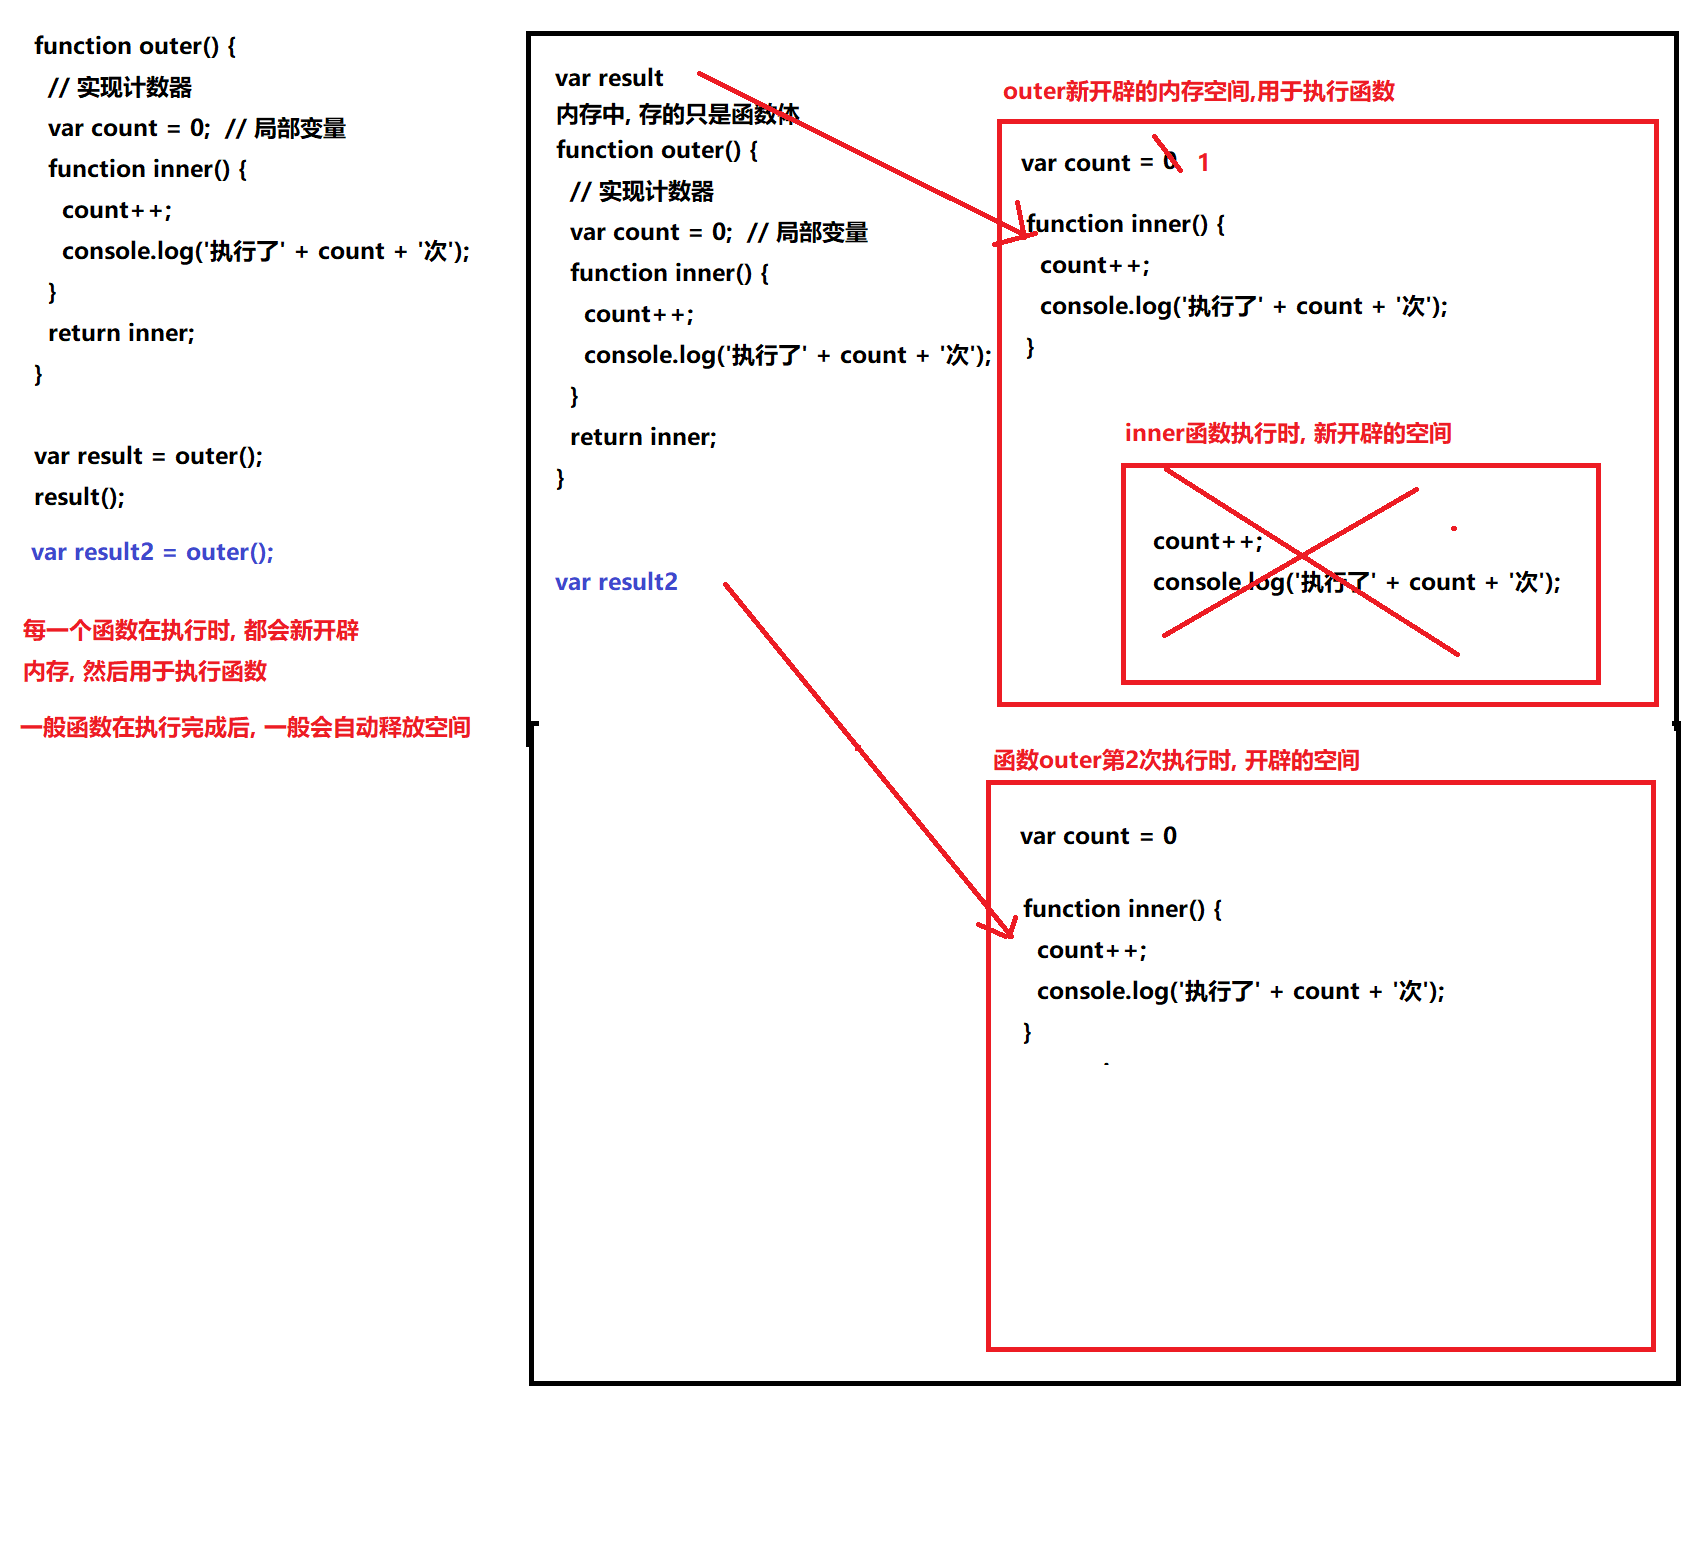 function outer() {
// 实现计数器
var count = 0;  // 局部变量
function inner() {
count++;
console.log('执行了' + count + '次');
}
return inner;
}
var result = outer();
result();
var result2 = outer();
每一个函数在执行时, 都会新开辟
内存, 然后用于执行函数
一般函数在执行完成后, 一般会自动释放空间
var result
内存中, 存的只是函数体
function outer() {
// 实现计数器
var count = 0;  // 局部变量
function inner() {
count++;
console.log('执行了' + count + '次');
}
return inner;
}
var result2
outer新开辟的内存空间,用于执行函数
var count = 0 1
function inner() {
count++;
console.log('执行了' + count + '次');
}
inner函数执行时, 新开辟的空间
count++;
console.log('执行了' + count + '次');
函数outer第2次执行时, 开辟的空间
var count = 0
function inner() {
count++;
console.log('执行了' + count + '次');
}